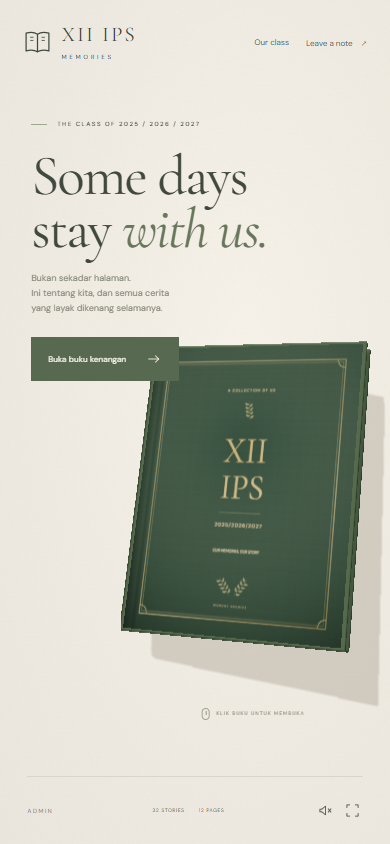 XII IPS
MEMORIES
Our class
Leave a note ↗
THE CLASS OF 2025 / 2026 / 2027
Some days
stay with us.
Bukan sekadar halaman.
Ini tentang kita, dan semua cerita
yang layak dikenang selamanya.
Buka buku kenangan →
A COLLECTION OF US
XII
IPS
2025/2026/2027
OUR MEMORIES, OUR STORY
KLIK BUKU UNTUK MEMBUKA
ADMIN
32 STORIES
12 PAGES